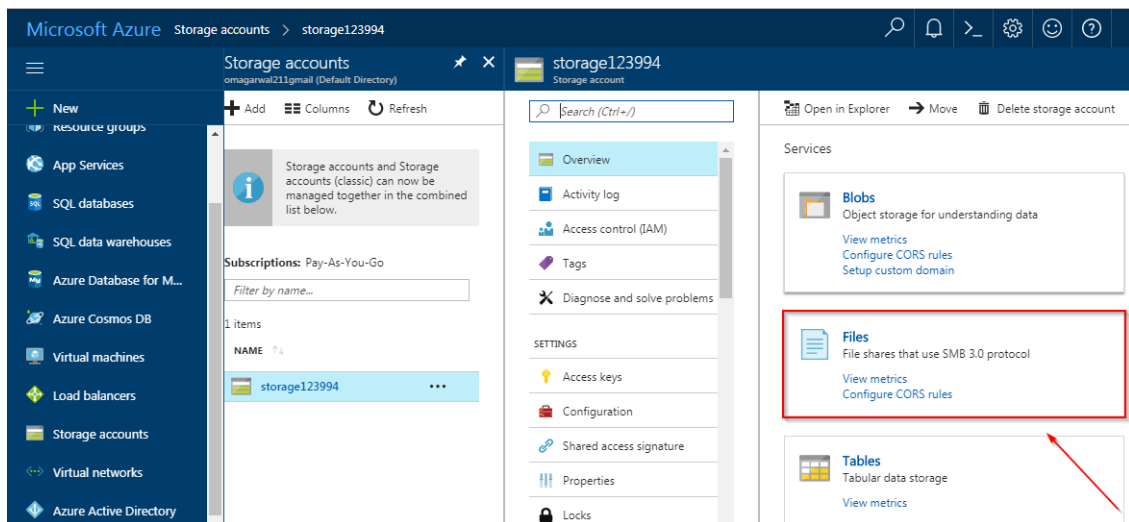 Microsoft Azure Storage accounts > storage123994
Storage accounts
omagarwal211gmail (Default Directory)
storage123994
Storage account
New
Resource groups
App Services
SQL databases
SQL data warehouses
Azure Database for M...
Azure Cosmos DB
Virtual machines
Load balancers
Storage accounts
Virtual networks
Azure Active Directory
Add Columns Refresh
Storage accounts and Storage
accounts (classic) can now be
managed together in the combined
list below.
Subscriptions: Pay-As-You-Go
Filter by name...
1 items
NAME
storage123994
Search (Ctrl+/)
Overview
Activity log
Access control (IAM)
Tags
Diagnose and solve problems
SETTINGS
Access keys
Configuration
Shared access signature
Properties
Locks
Open in Explorer Move Delete storage account
Services
Blobs
Object storage for understanding data
View metrics
Configure CORS rules
Setup custom domain
Files
File shares that use SMB 3.0 protocol
View metrics
Configure CORS rules
Tables
Tabular data storage
View metrics